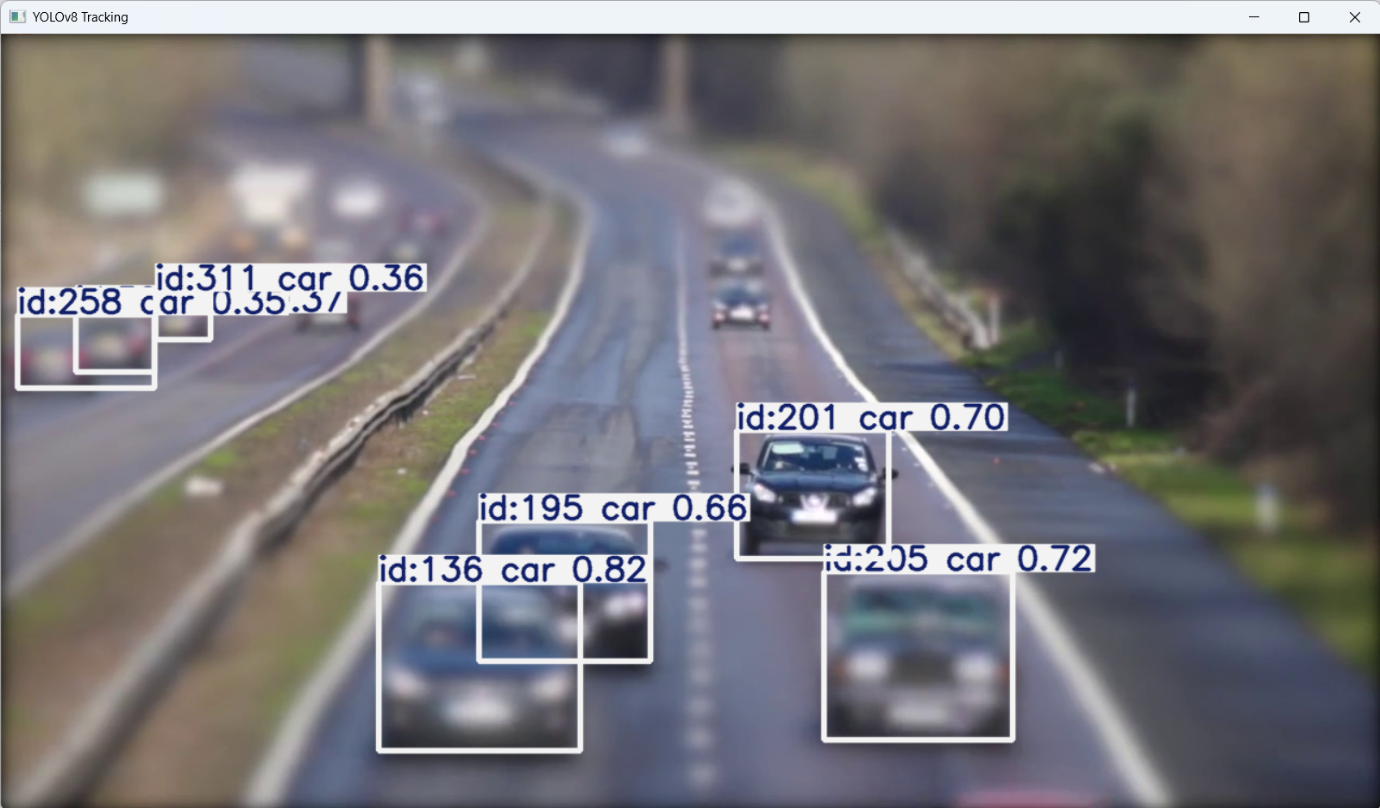 YOLOv8 Tracking
id:311 car 0.36
id:258 car 0.35
.37
id:201 car 0.70
id:195 car 0.66
id:205 car 0.72
id:136 car 0.82